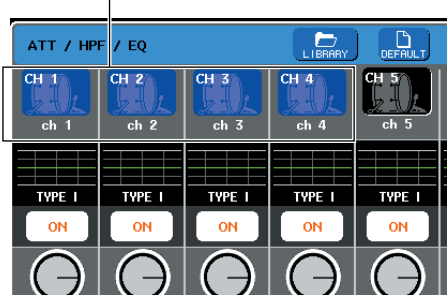 ATT / HPF / EQ LIBRARY DEFAULT
CH 1 CH 2 CH 3 CH 4 CH 5
ch 1 ch 2 ch 3 ch 4 ch 5
TYPE I TYPE I TYPE I TYPE I TYPE I
ON ON ON ON ON